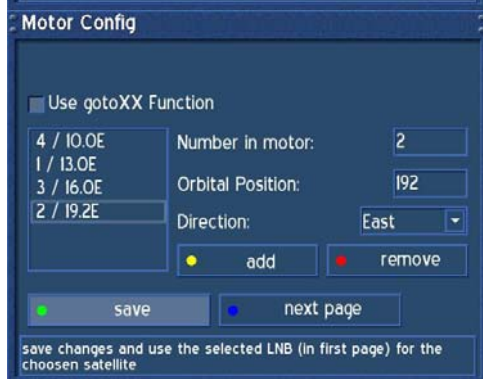 Motor Config
Use gotoXX Function
4 / 10.0E
1 / 13.0E
3 / 16.0E
2 / 19.2E
Number in motor: 2
Orbital Position: 192
Direction: East
add remove
save next page
save changes and use the selected LNB (in first page) for the
choosen satellite